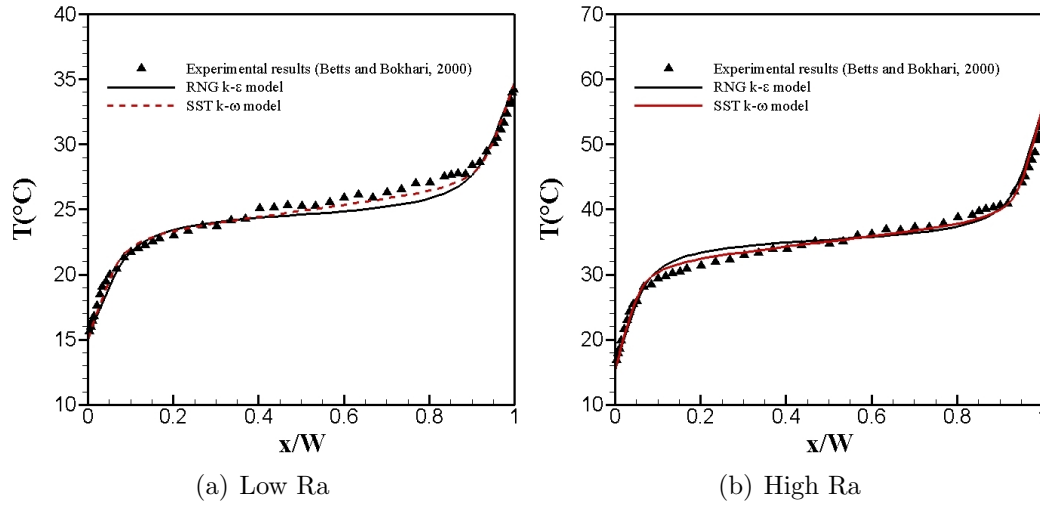 40
35
30
25
20
15
10
0
0.2
0.4
0.6
0.8
1
T(°C)
x/W
Experimental results (Betts and Bokhari, 2000)
RNG k-ε model
SST k-ω model
(a) Low Ra
70
60
50
40
30
20
10
0
0.2
0.4
0.6
0.8
1
T(°C)
x/W
Experimental results (Betts and Bokhari, 2000)
RNG k-ε model
SST k-ω model
(b) High Ra